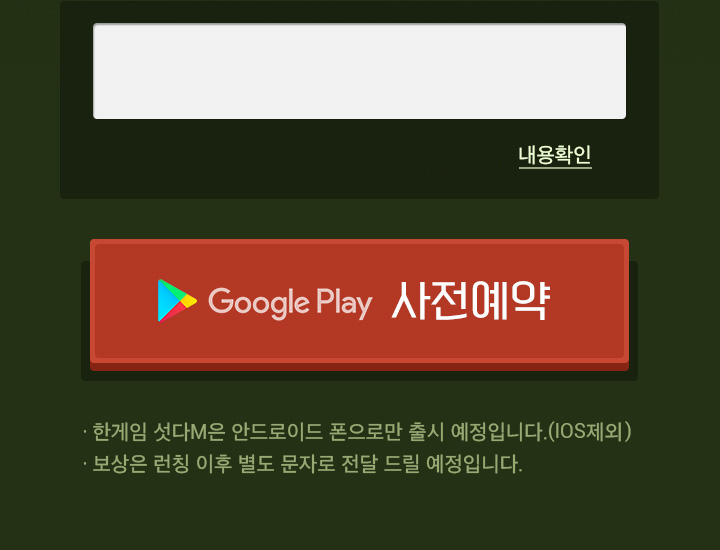 내용확인
Google Play 사전예약
· 한게임 섯다M은 안드로이드 폰으로만 출시 예정입니다.(IOS제외)
· 보상은 런칭 이후 별도 문자로 전달 드릴 예정입니다.